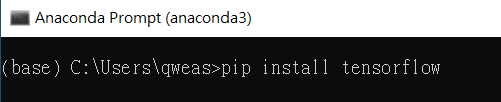 Anaconda Prompt (anaconda3)
(base) C:\Users\qweas>pip install tensorflow